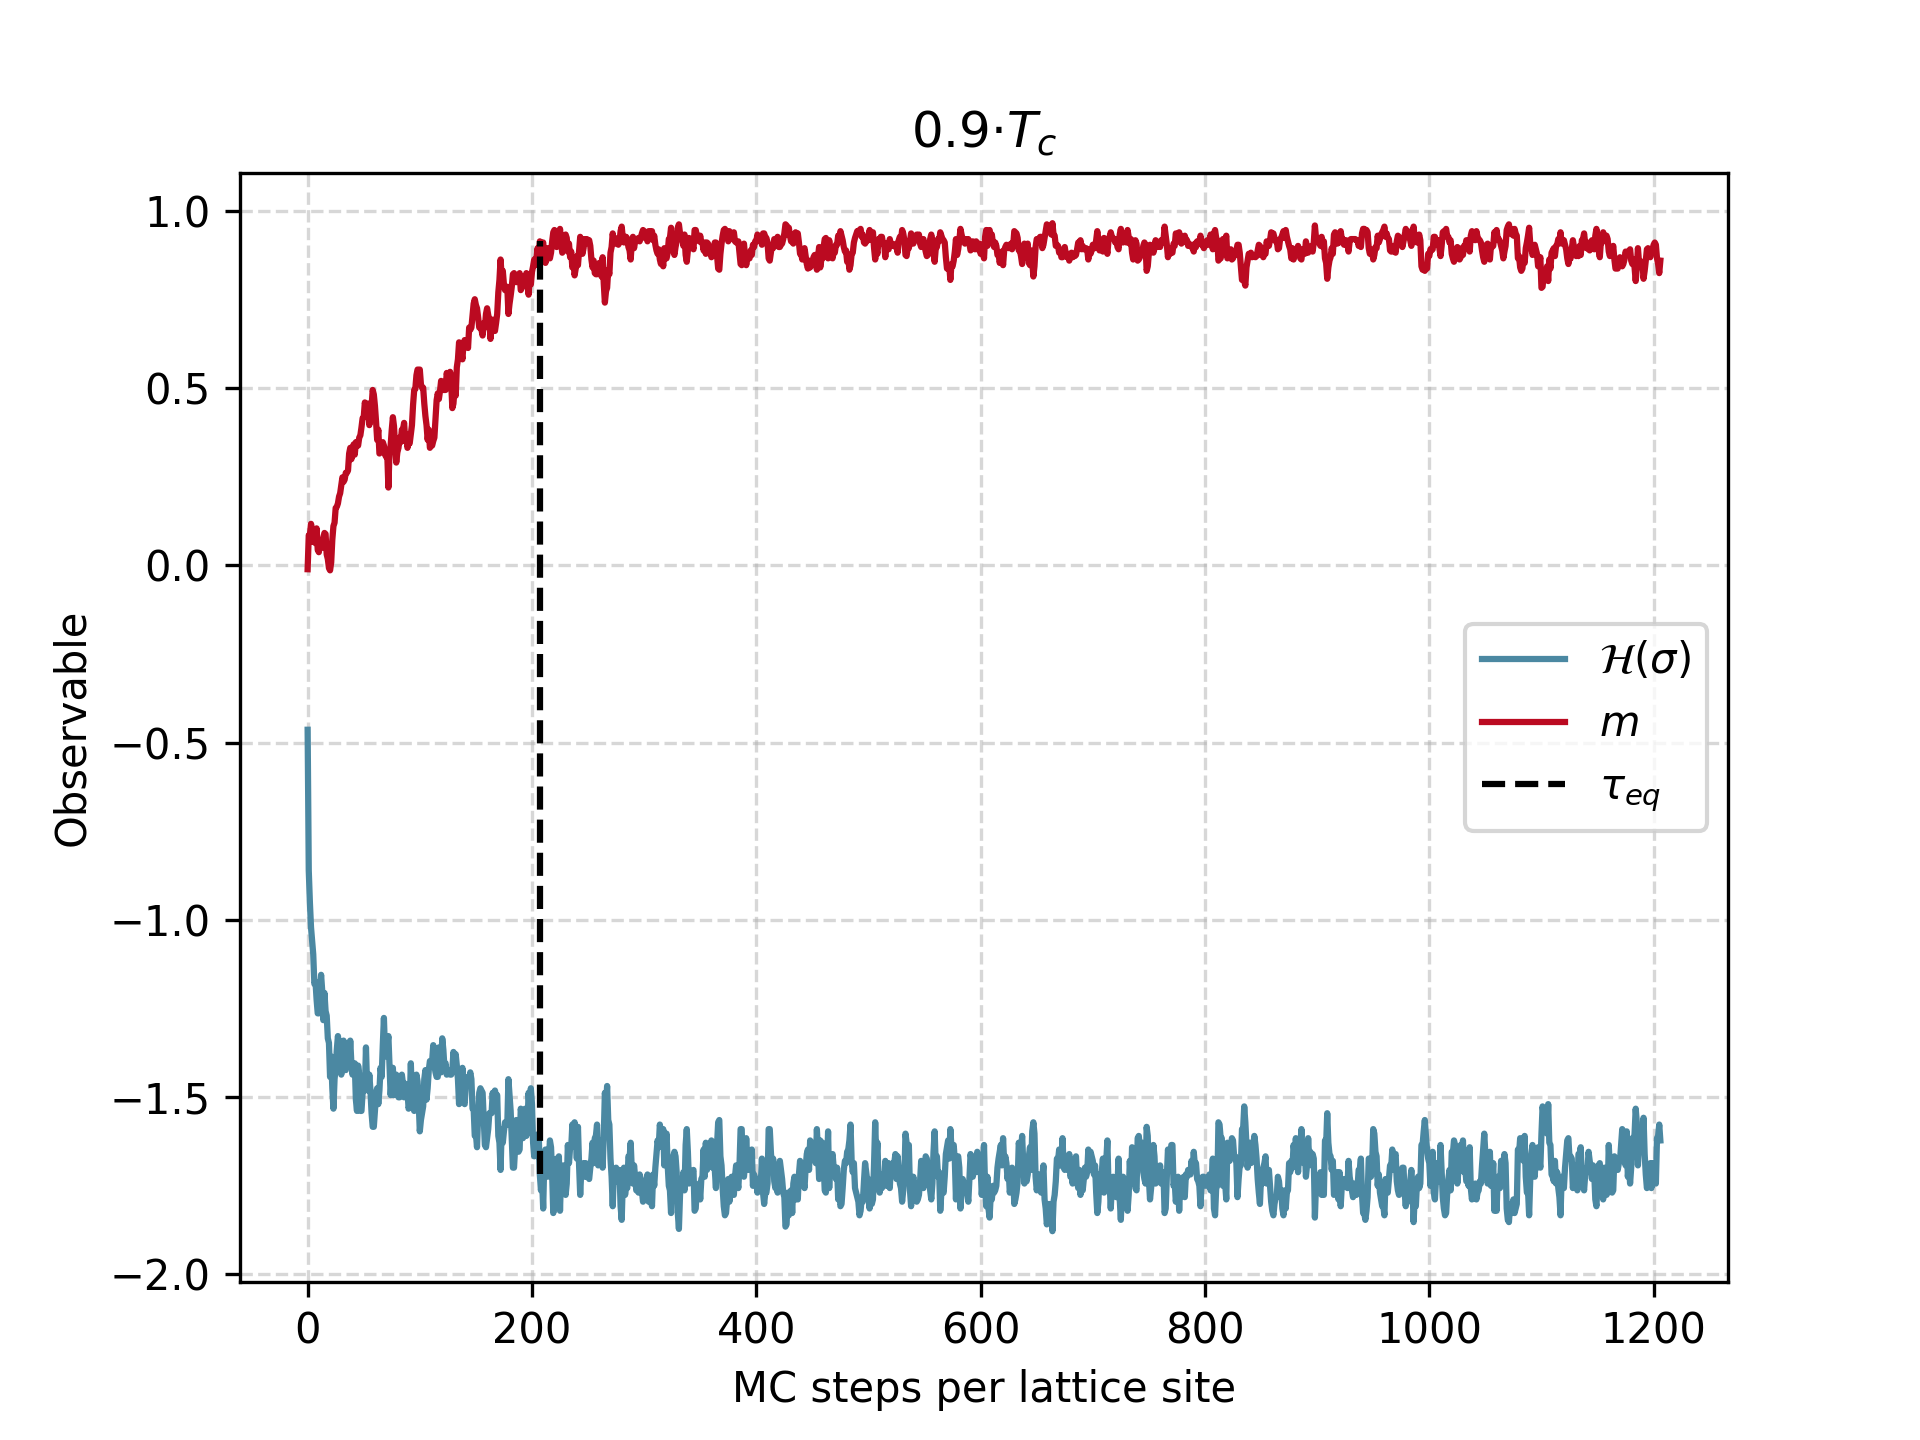 0.9·T_c
1.0
0.5
0.0
−0.5
−1.0
−1.5
−2.0
Observable
ℋ(σ)
m
τ_eq
0 200 400 600 800 1000 1200
MC steps per lattice site